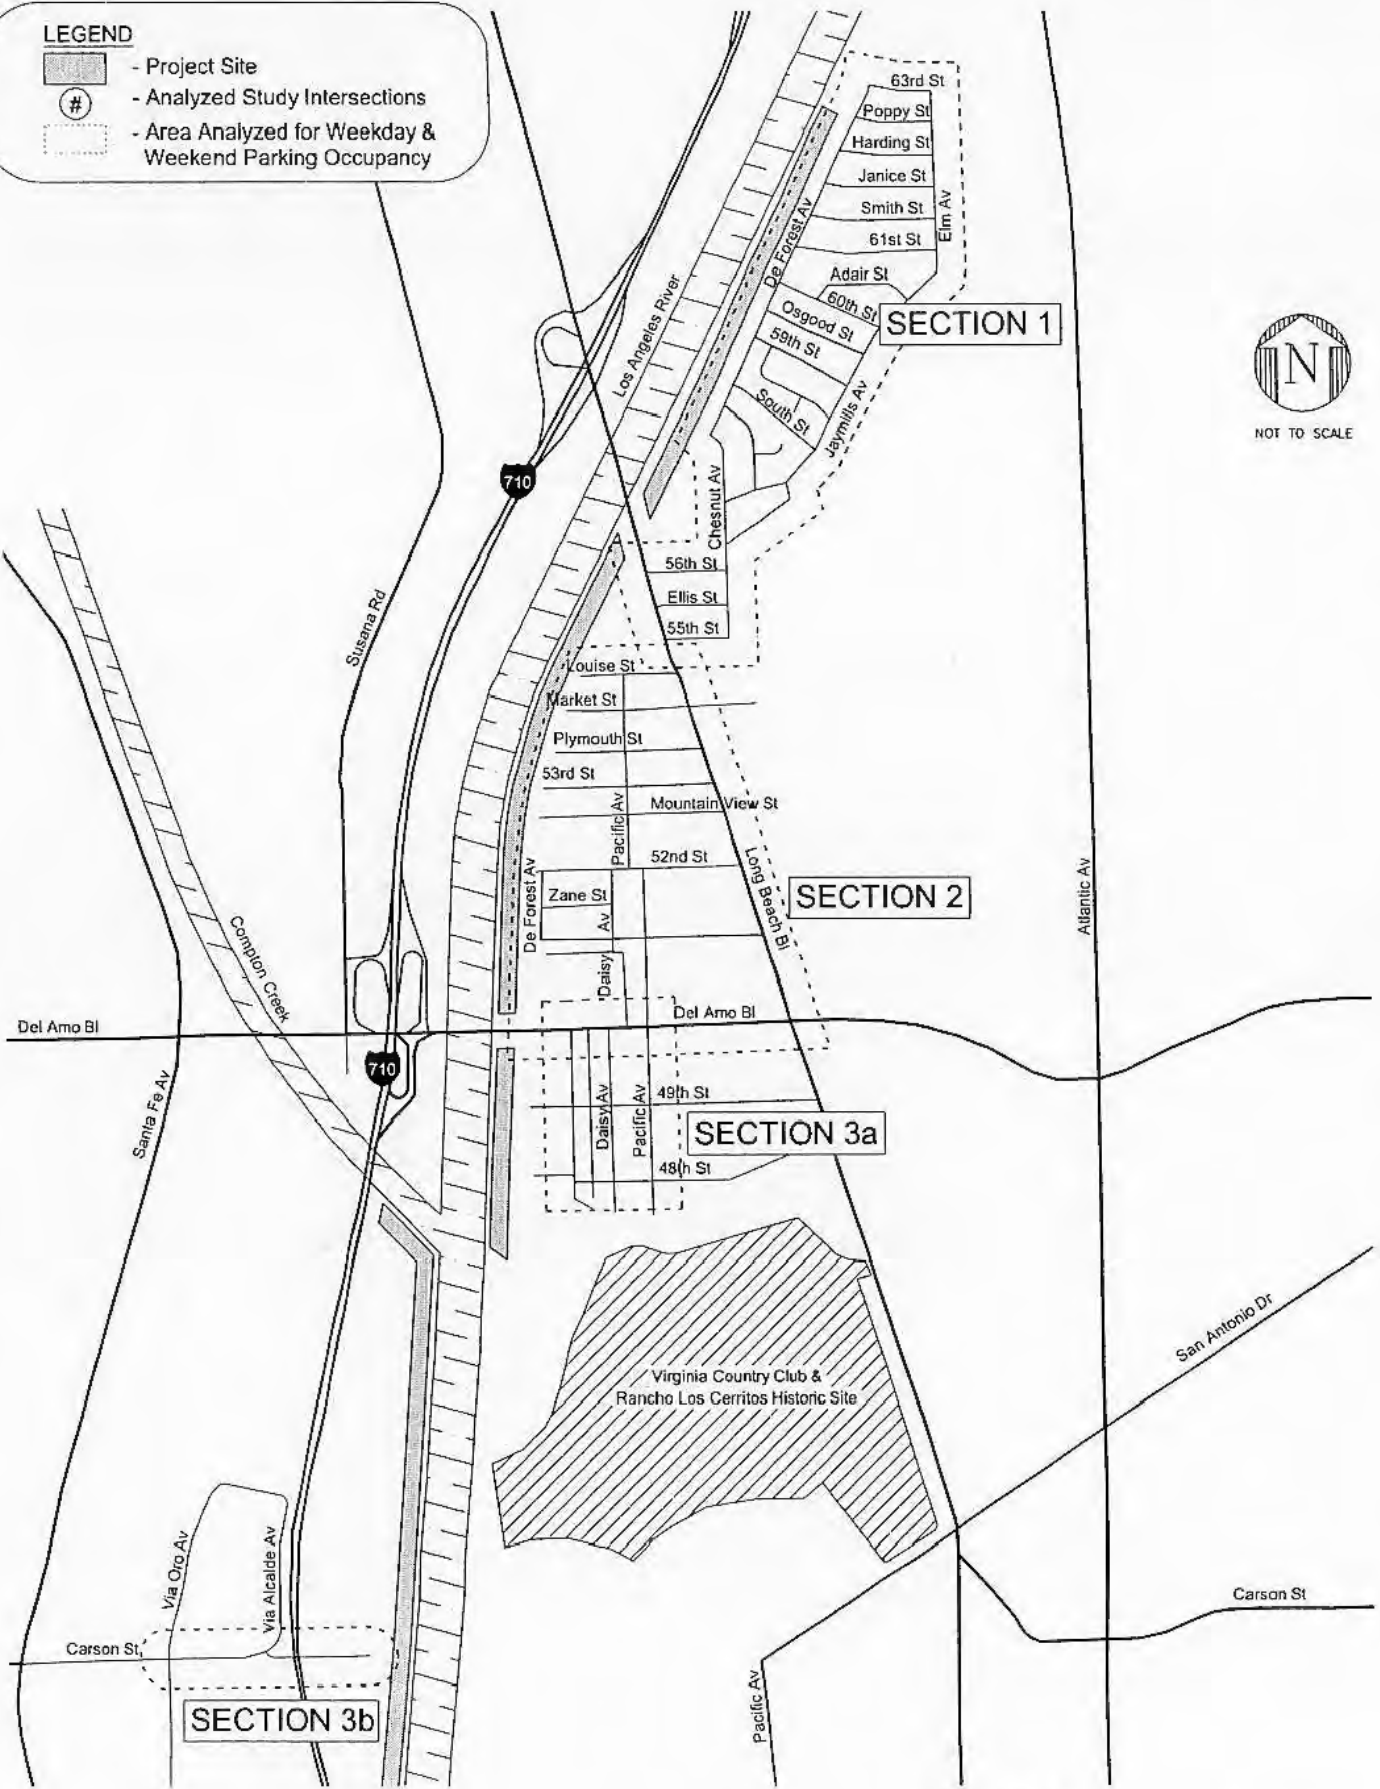 LEGEND
- Project Site
# - Analyzed Study Intersections
- Area Analyzed for Weekday &
Weekend Parking Occupancy
63rd St
Poppy St
Harding St
Janice St
Smith St
Elm Av
61st St
De Forest Av
Adair St
60th St
Osgood St
SECTION 1
59th St
Los Angeles River
South St
Jaymills Av
N
NOT TO SCALE
710
Chesnut Av
56th St
Ellis St
55th St
Susana Rd
Louise St
Market St
Plymouth St
53rd St
Mountain View St
Pacific Av
52nd St
Long Beach Bl
De Forest Av
Zane St
SECTION 2
Atlantic Av
Daisy Av
Compton Creek
Del Amo Bl
Del Amo Bl
710
Santa Fe Av
Daisy Av
Pacific Av
49th St
SECTION 3a
48th St
San Antonio Dr
Virginia Country Club &
Rancho Los Cerritos Historic Site
Via Oro Av
Via Alcalde Av
Carson St
Carson St
Pacific Av
SECTION 3b